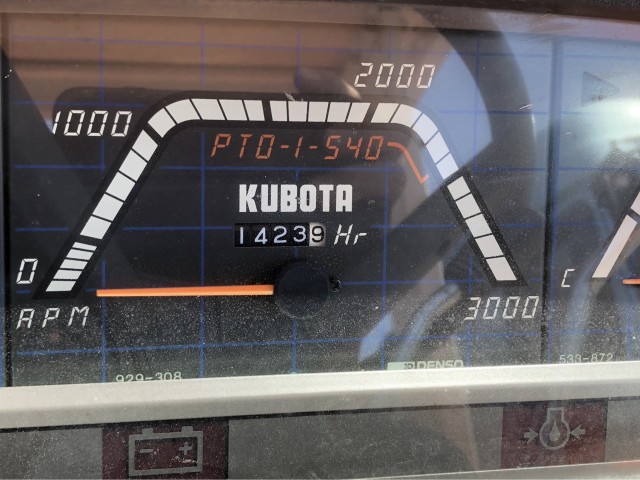 2000
1000
PTO-1-540
KUBOTA
14239 Hr
0
C
RPM
3000
929-308
DENSO
533-872
- +